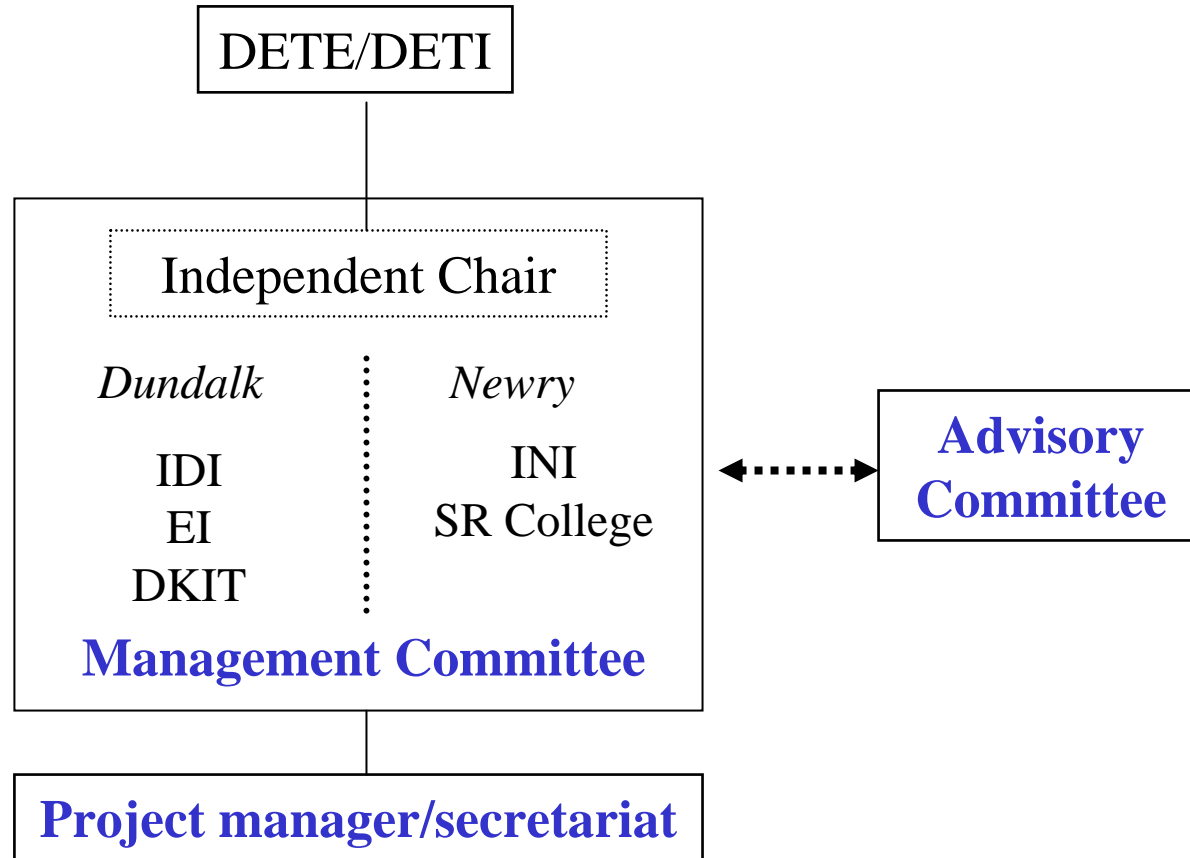 DETE/DETI
Independent Chair
Dundalk
IDI
EI
DKIT
Newry
INI
SR College
Management Committee
Advisory
Committee
Project manager/secretariat